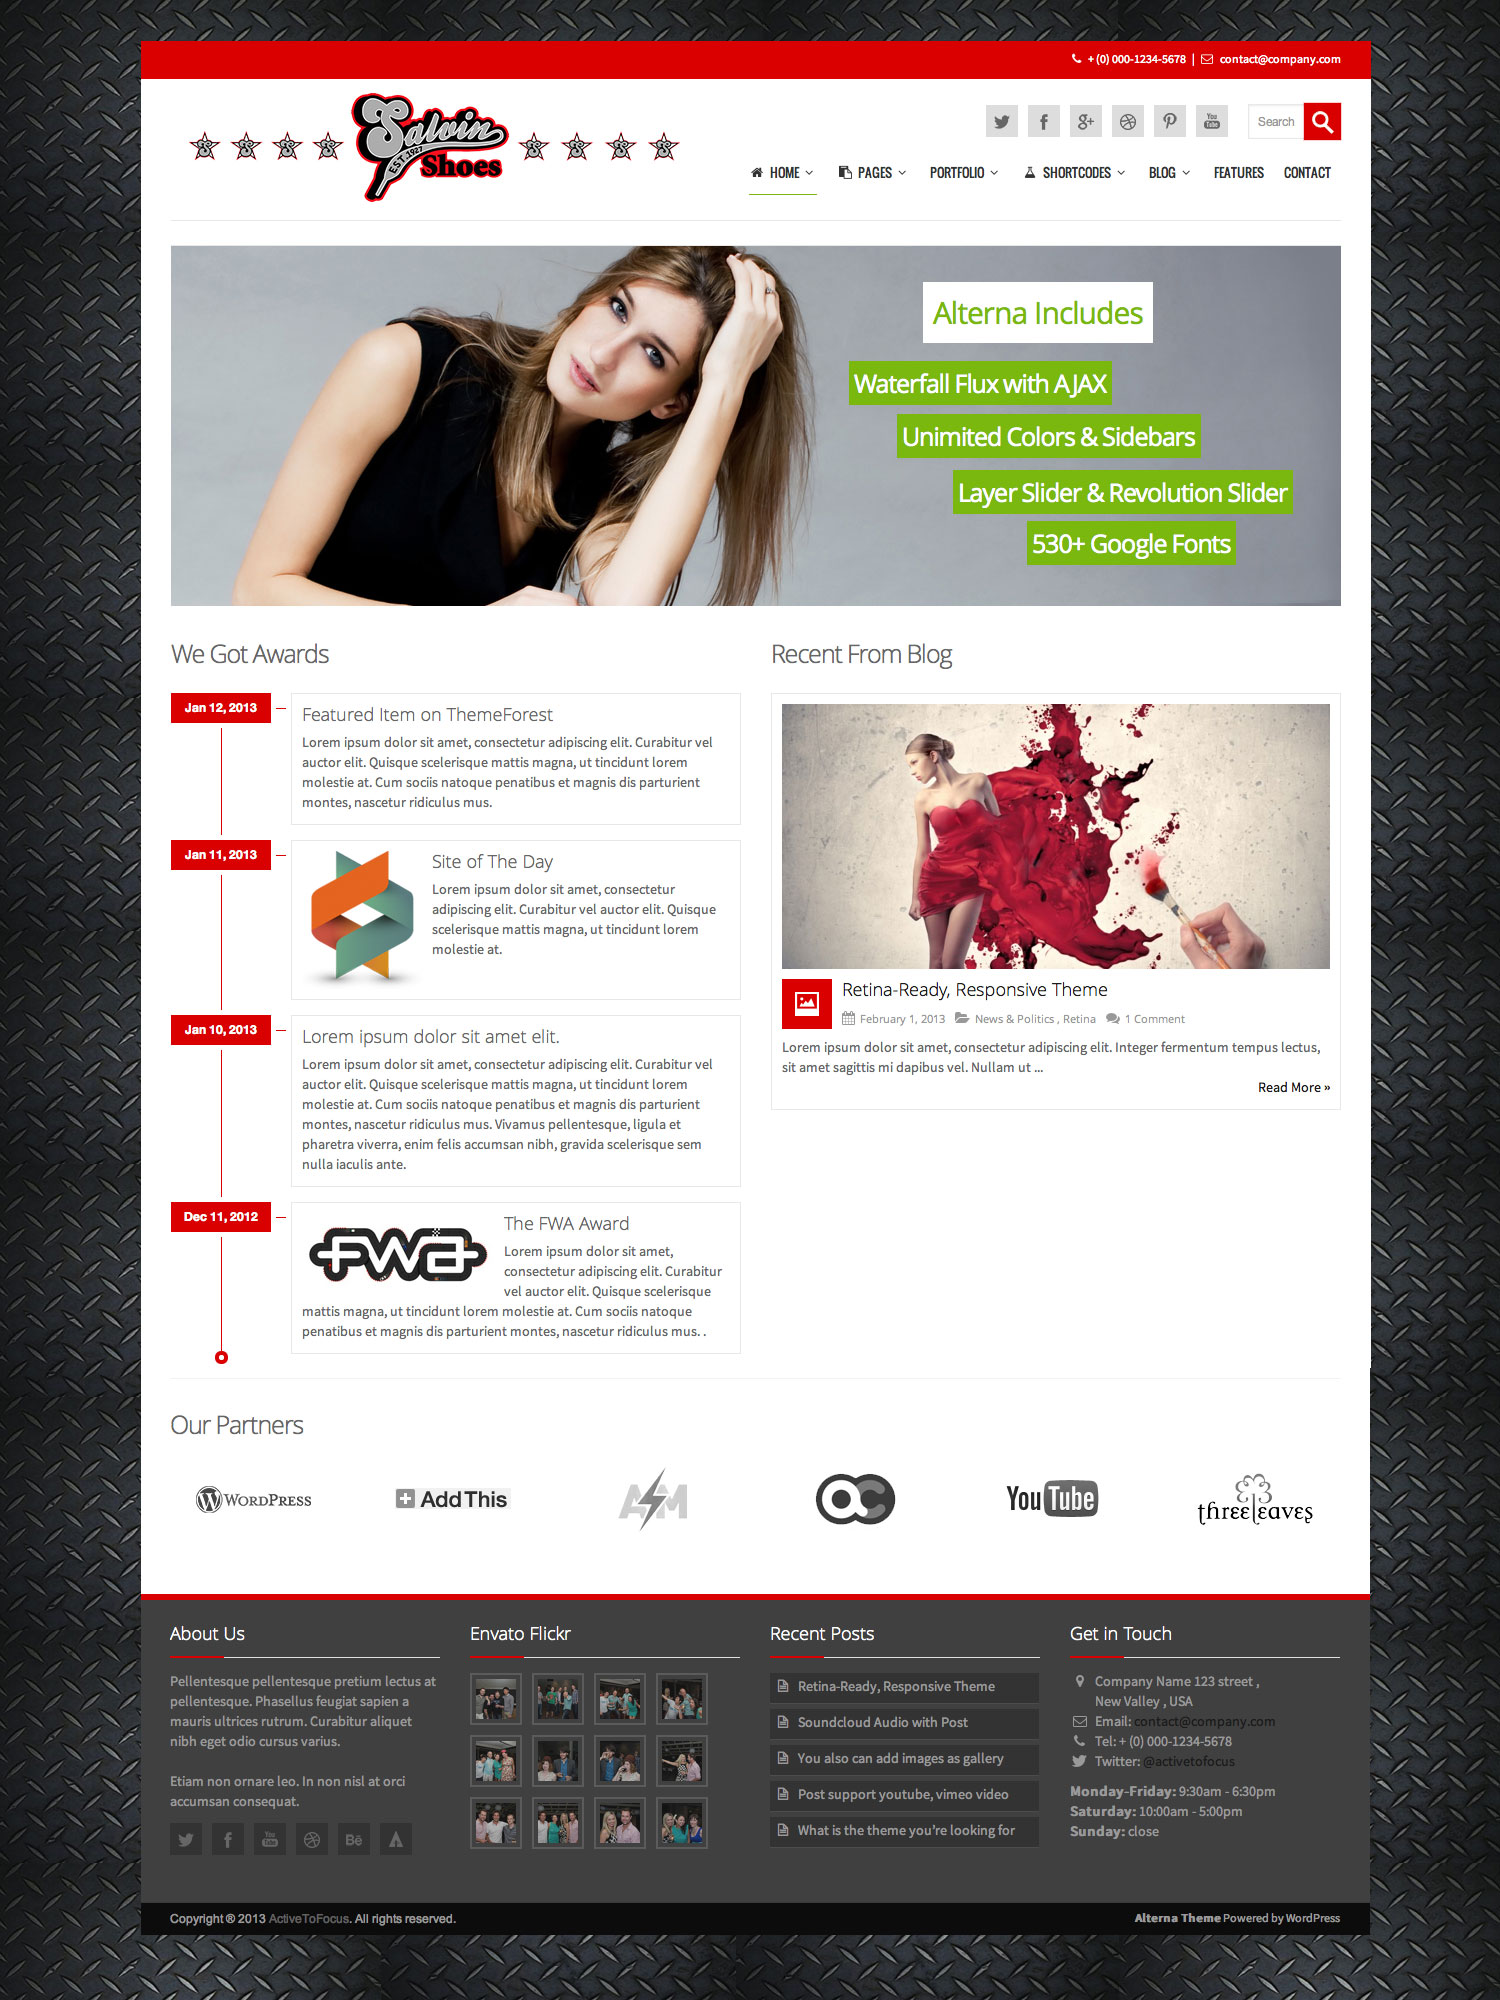 + (0) 000-1234-5678 | contact@company.com
Salvin
EST. 1927
Shoes
Search
HOME PAGES PORTFOLIO SHORTCODES BLOG FEATURES CONTACT
Alterna Includes
Waterfall Flux with AJAX
Unimited Colors & Sidebars
Layer Slider & Revolution Slider
530+ Google Fonts
We Got Awards
Jan 12, 2013
Featured Item on ThemeForest
Lorem ipsum dolor sit amet, consectetur adipiscing elit. Curabitur vel
auctor elit. Quisque scelerisque mattis magna, ut tincidunt lorem
molestie at. Cum sociis natoque penatibus et magnis dis parturient
montes, nascetur ridiculus mus.
Jan 11, 2013
Site of The Day
Lorem ipsum dolor sit amet, consectetur
adipiscing elit. Curabitur vel auctor elit. Quisque
scelerisque mattis magna, ut tincidunt lorem
molestie at.
Jan 10, 2013
Lorem ipsum dolor sit amet elit.
Lorem ipsum dolor sit amet, consectetur adipiscing elit. Curabitur vel
auctor elit. Quisque scelerisque mattis magna, ut tincidunt lorem
molestie at. Cum sociis natoque penatibus et magnis dis parturient
montes, nascetur ridiculus mus. Vivamus pellentesque, ligula et
pharetra viverra, enim felis accumsan nibh, gravida scelerisque sem
nulla iaculis ante.
Dec 11, 2012
FWA
The FWA Award
Lorem ipsum dolor sit amet,
consectetur adipiscing elit. Curabitur
vel auctor elit. Quisque scelerisque
mattis magna, ut tincidunt lorem molestie at. Cum sociis natoque
penatibus et magnis dis parturient montes, nascetur ridiculus mus. .
Recent From Blog
Retina-Ready, Responsive Theme
February 1, 2013 News & Politics , Retina 1 Comment
Lorem ipsum dolor sit amet, consectetur adipiscing elit. Integer fermentum tempus lectus,
sit amet sagittis mi dapibus vel. Nullam ut ...
Read More »
Our Partners
WORDPRESS
AddThis
AM
ac
YouTube
threeleaves
About Us
Pellentesque pellentesque pretium lectus at
pellentesque. Phasellus feugiat sapien a
mauris ultrices rutrum. Curabitur aliquet
nibh eget odio cursus varius.
Etiam non ornare leo. In non nisl at orci
accumsan consequat.
Envato Flickr
Recent Posts
Retina-Ready, Responsive Theme
Soundcloud Audio with Post
You also can add images as gallery
Post support youtube, vimeo video
What is the theme you're looking for
Get in Touch
Company Name 123 street ,
New Valley , USA
Email: contact@company.com
Tel: + (0) 000-1234-5678
Twitter: @activetofocus
Monday-Friday: 9:30am - 6:30pm
Saturday: 10:00am - 5:00pm
Sunday: close
Copyright ® 2013 ActiveToFocus. All rights reserved.
Alterna Theme Powered by WordPress